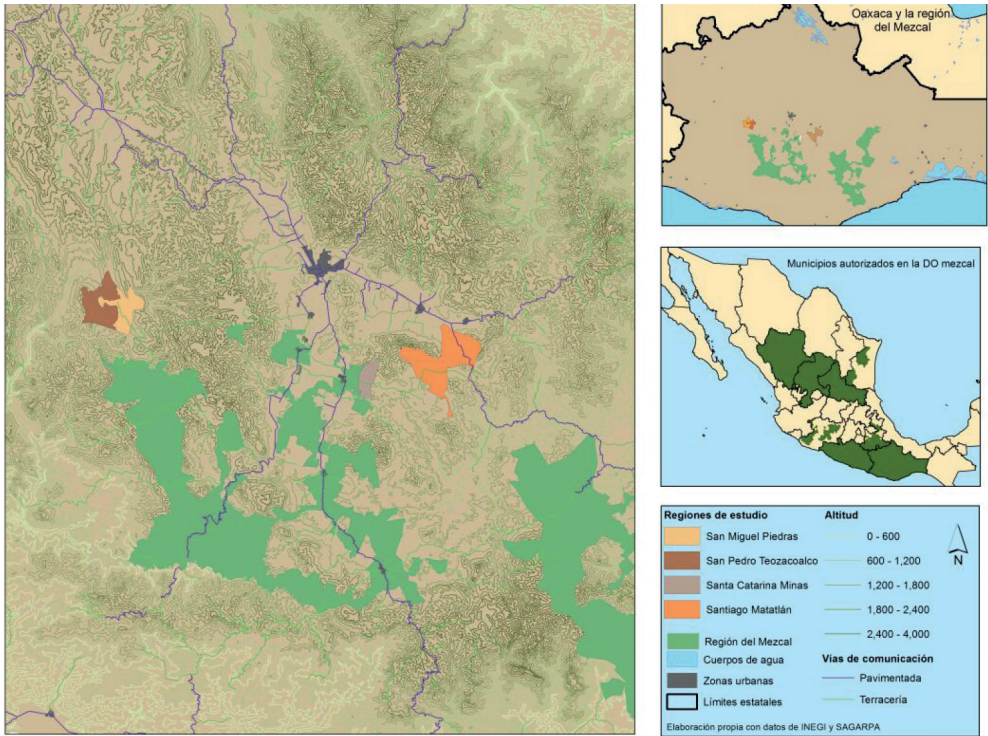 Oaxaca y la región
del Mezcal
Municipios autorizados en la DO mezcal
Regiones de estudio
San Miguel Piedras
San Pedro Teozacoalco
Santa Catarina Minas
Santiago Matatlán
Región del Mezcal
Cuerpos de agua
Zonas urbanas
Límites estatales
Altitud
0 - 600
600 - 1,200
1,200 - 1,800
1,800 - 2,400
2,400 - 4,000
Vías de comunicación
Pavimentada
Terracería
N
Elaboración propia con datos de INEGI y SAGARPA